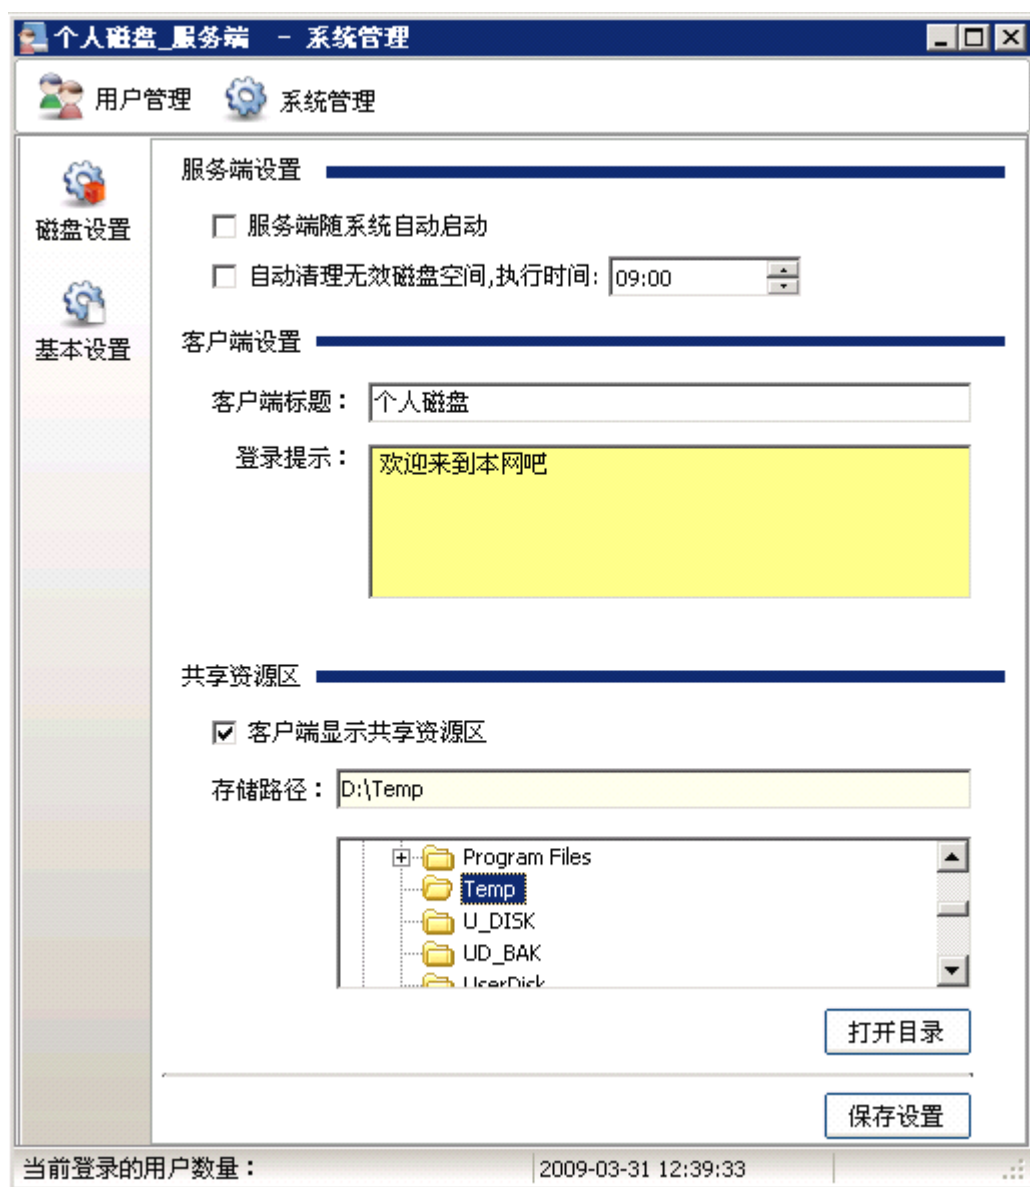 个人磁盘_服务端 - 系统管理
用户管理 系统管理
磁盘设置
基本设置
服务端设置
服务端随系统自动启动
自动清理无效磁盘空间,执行时间: 09:00
客户端设置
客户端标题： 个人磁盘
登录提示： 欢迎来到本网吧
共享资源区
客户端显示共享资源区
存储路径： D:\Temp
Program Files
Temp
U_DISK
UD_BAK
UserDisk
打开目录
保存设置
当前登录的用户数量： 2009-03-31 12:39:33